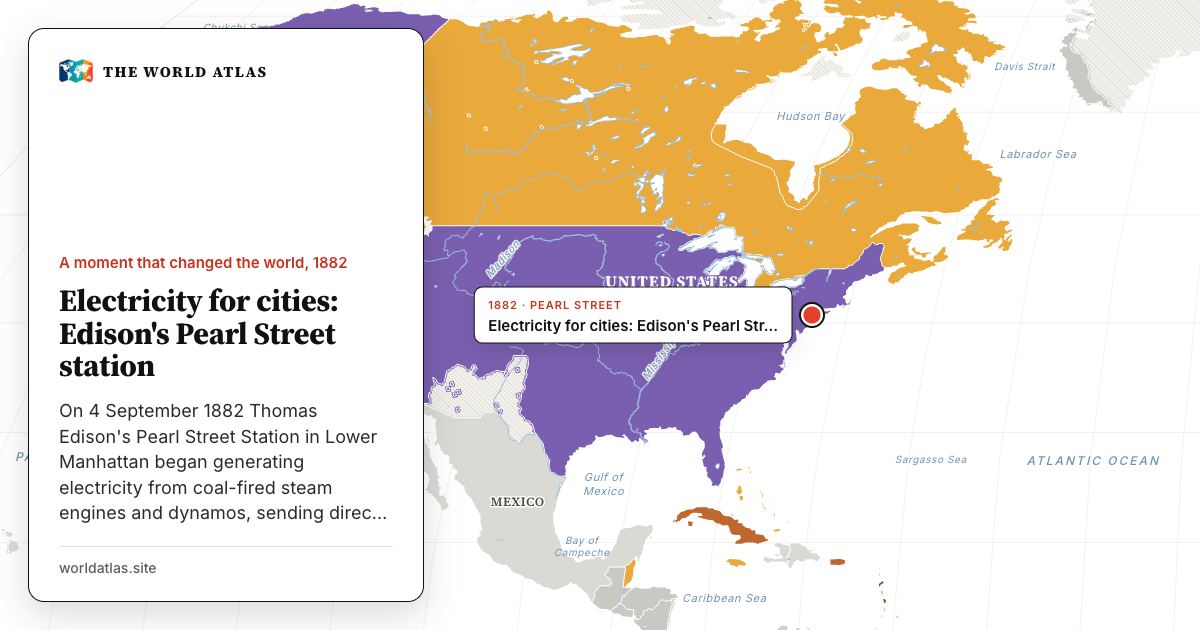 Chukchi Sea
THE WORLD ATLAS
A moment that changed the world, 1882
Electricity for cities:
Edison's Pearl Street
station
On 4 September 1882 Thomas
Edison's Pearl Street Station in Lower
Manhattan began generating
electricity from coal-fired steam
engines and dynamos, sending direc...
worldatlas.site
Davis Strait
Hudson Bay
Labrador Sea
Madison
UNITED STATES
1882 · PEARL STREET
Electricity for cities: Edison's Pearl Str...
Sargasso Sea
ATLANTIC OCEAN
Gulf of
Mexico
MEXICO
Bay of
Campeche
Caribbean Sea